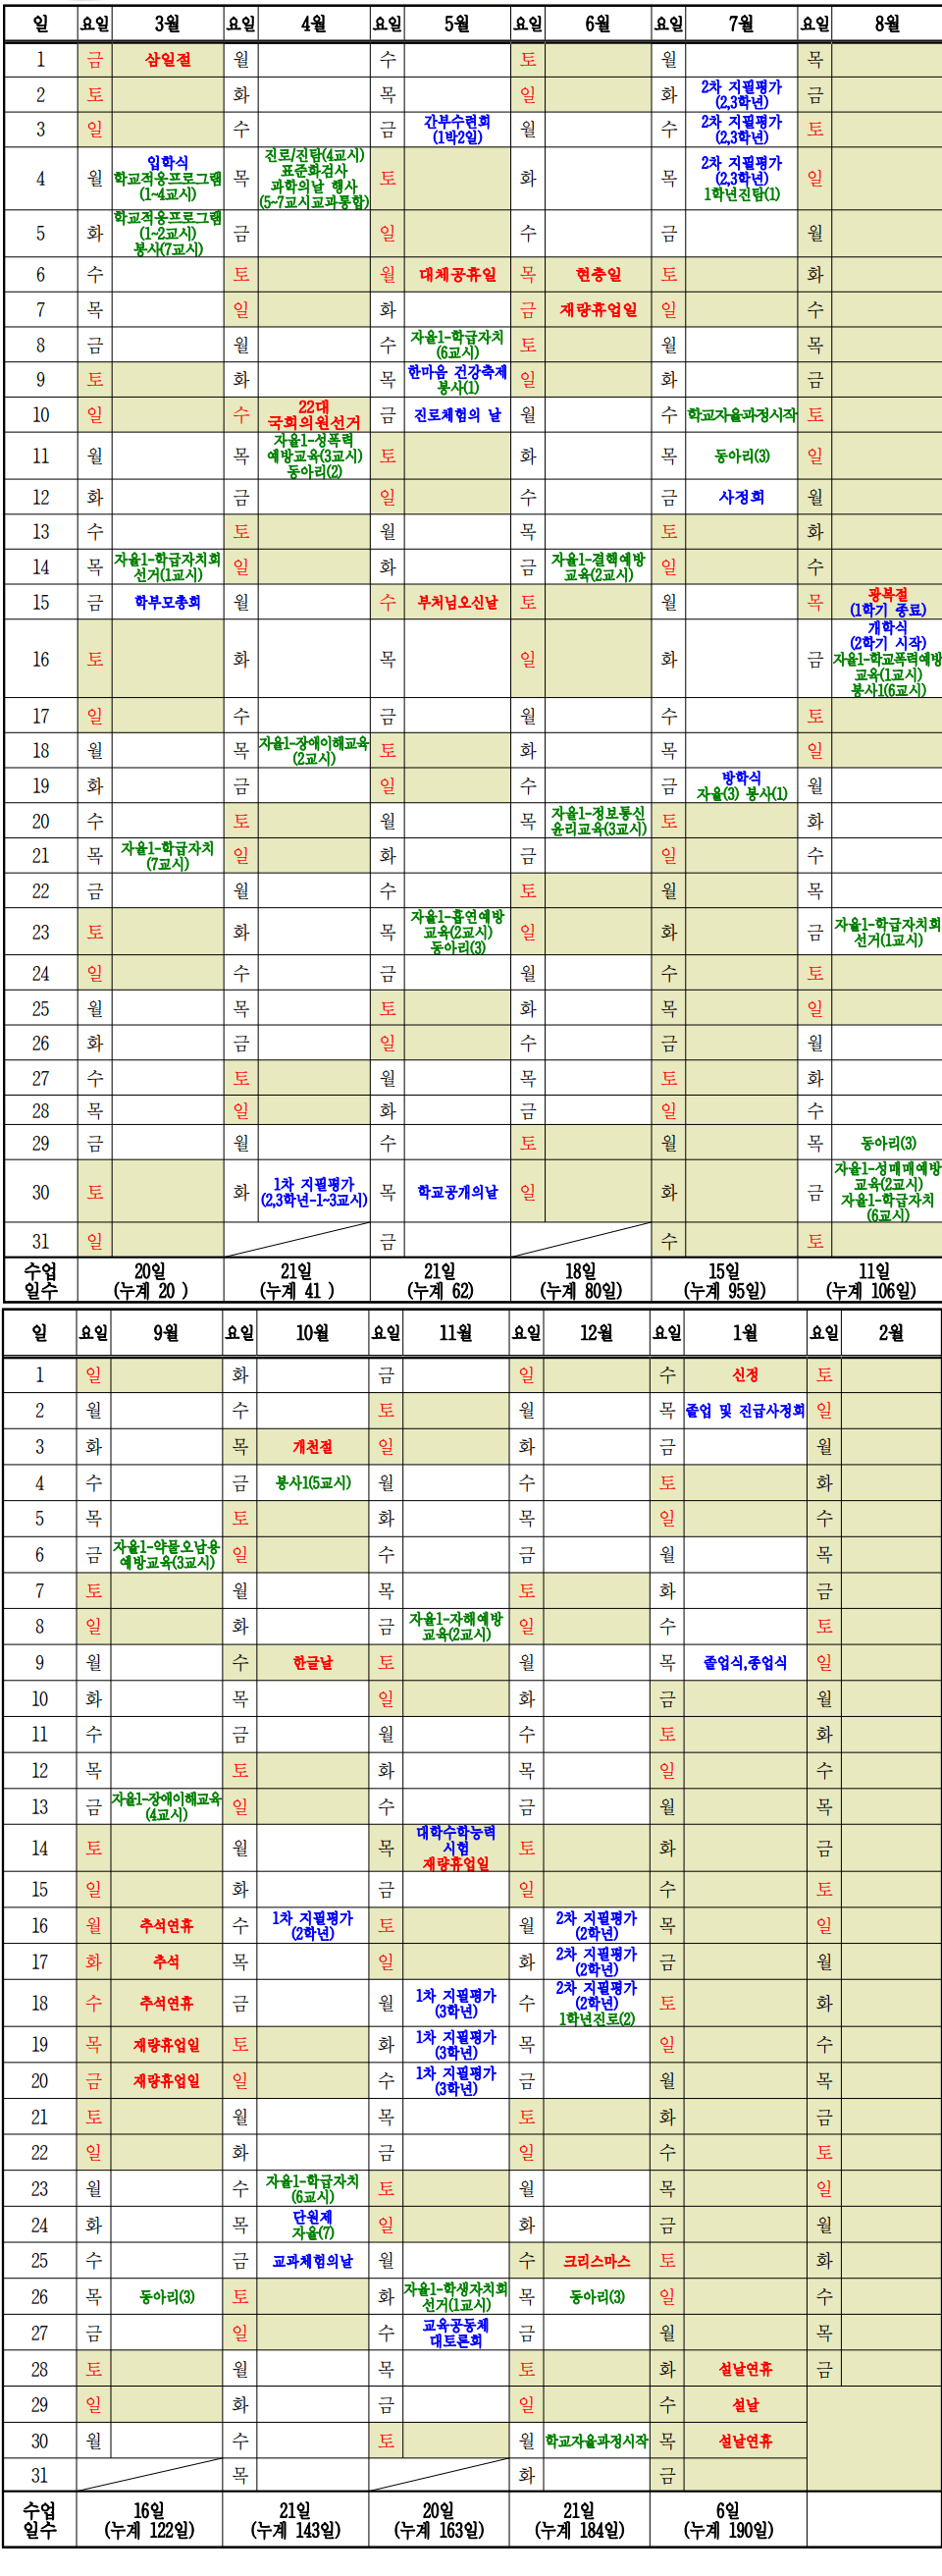 일 요일 3월 요일 4월 요일 5월 요일 6월 요일 7월 요일 8월
1 금 삼일절 월 수 토 월 목
2 토 화 목 일 화 2차 지필평가 금
(2,3학년)
3 일 수 금 간부수련회 월 수 2차 지필평가 토
(1박2일) (2,3학년)
4 월 입학식 목 진로/진탐(4교시) 토 화 목 2차 지필평가 일
학교적응프로그램 표준화검사 (2,3학년)
(1~4교시) 과학의날 행사 1학년진탐(1)
(5~7교시교과통합)
5 화 학교적응프로그램 금 일 수 금 월
(1~2교시)
봉사(7교시)
6 수 토 월 대체공휴일 목 현충일 토 화
7 목 일 화 금 재량휴업일 일 수
8 금 월 수 자율1-학급자치 토 월 목
(6교시)
9 토 화 목 한마음 건강축제 일 화 금
봉사(1)
10 일 수 22대 금 진로체험의 날 월 수 학교자율과정시작 토
국회의원선거
11 월 목 자율1-성폭력 토 화 목 동아리(3) 일
예방교육(3교시)
동아리(2)
12 화 금 일 수 금 사정회 월
13 수 토 월 목 토 화
14 목 자율1-학급자치회 일 화 금 자율1-결핵예방 일 수
선거(1교시) 교육(2교시)
15 금 학부모총회 월 수 부처님오신날 토 월 목 광복절
(1학기 종료)
16 토 화 목 일 화 금 개학식
(2학기 시작)
자율1-학교폭력예방
교육(1교시)
봉사1(6교시)
17 일 수 금 월 수 토
18 월 목 자율1-장애이해교육 토 화 목 일
(2교시)
19 화 금 일 수 금 방학식 월
자율(3) 봉사(1)
20 수 토 월 목 자율1-정보통신 토 화
윤리교육(3교시)
21 목 자율1-학급자치 일 화 금 일 수
(7교시)
22 금 월 수 토 월 목
23 토 화 목 자율1-흡연예방 일 화 금 자율1-학급자치회
교육(2교시) 선거(1교시)
동아리(3)
24 일 수 금 월 수 토
25 월 목 토 화 목 일
26 화 금 일 수 금 월
27 수 토 월 목 토 화
28 목 일 화 금 일 수
29 금 월 수 토 월 목 동아리(3)
30 토 화 1차 지필평가 목 학교공개의날 일 화 금 자율1-성매매예방
(2,3학년-1~3교시) 교육(2교시)
자율1-학급자치
(6교시)
31 일 금 수 토
수업 20일 21일 21일 18일 15일 11일
일수 (누계 20 ) (누계 41 ) (누계 62) (누계 80일) (누계 95일) (누계 106일)
일 요일 9월 요일 10월 요일 11월 요일 12월 요일 1월 요일 2월
1 일 화 금 일 수 신정 토
2 월 수 토 월 목 졸업 및 진급사정회 일
3 화 목 개천절 일 화 금 월
4 수 금 봉사1(5교시) 월 수 토 화
5 목 토 화 목 일 수
6 금 자율1-약물오남용 일 수 금 월 목
예방교육(3교시)
7 토 월 목 토 화 금
8 일 화 금 자율1-자해예방 일 수 토
교육(2교시)
9 월 수 한글날 토 월 목 졸업식,종업식 일
10 화 목 일 화 금 월
11 수 금 월 수 토 화
12 목 토 화 목 일 수
13 금 자율1-장애이해교육 일 수 금 월 목
(4교시)
14 토 월 목 대학수학능력 토 화 금
시험
재량휴업일
15 일 화 금 일 수 토
16 월 추석연휴 수 1차 지필평가 토 월 2차 지필평가 목 일
(2학년) (2학년)
17 화 추석 목 일 화 2차 지필평가 금 월
(2학년)
18 수 추석연휴 금 월 1차 지필평가 수 2차 지필평가 토 화
(3학년) (2학년)
1학년진로(2)
19 목 재량휴업일 토 화 1차 지필평가 목 일 수
(3학년)
20 금 재량휴업일 일 수 1차 지필평가 금 월 목
(3학년)
21 토 월 목 토 화 금
22 일 화 금 일 수 토
23 월 수 자율1-학급자치 토 월 목 일
(6교시)
24 화 목 단원제 일 화 금 월
자율(7)
25 수 금 교과체험의날 월 수 크리스마스 토 화
26 목 동아리(3) 토 화 자율1-학생자치회 목 동아리(3) 일 수
선거(1교시)
27 금 일 수 교육공동체 금 월 목
대토론회
28 토 월 목 토 화 설날연휴 금
29 일 화 금 일 수 설날
30 월 수 토 월 학교자율과정시작 목 설날연휴
31 목 화 금
수업 16일 21일 20일 21일 6일
일수 (누계 122일) (누계 143일) (누계 163일) (누계 184일) (누계 190일)